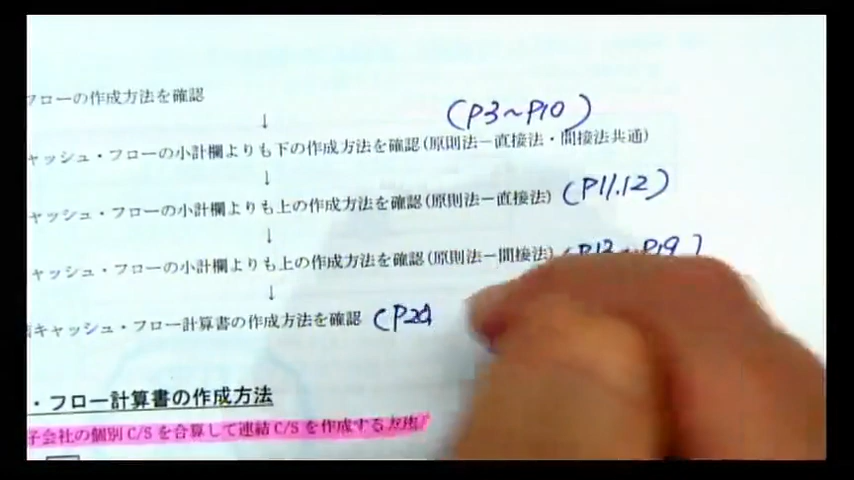 フローの作成方法を確認
↓
(P3～P10)
ャッシュ・フローの小計欄よりも下の作成方法を確認(原則法－直接法・間接法共通)
↓
ャッシュ・フローの小計欄よりも上の作成方法を確認(原則法－直接法) (P11.12)
↓
ャッシュ・フローの小計欄よりも上の作成方法を確認(原則法－間接法) (P13～P19)
↓
キャッシュ・フロー計算書の作成方法を確認 (P20
・フロー計算書の作成方法
子会社の個別C/Sを合算して連結C/Sを作成する方法